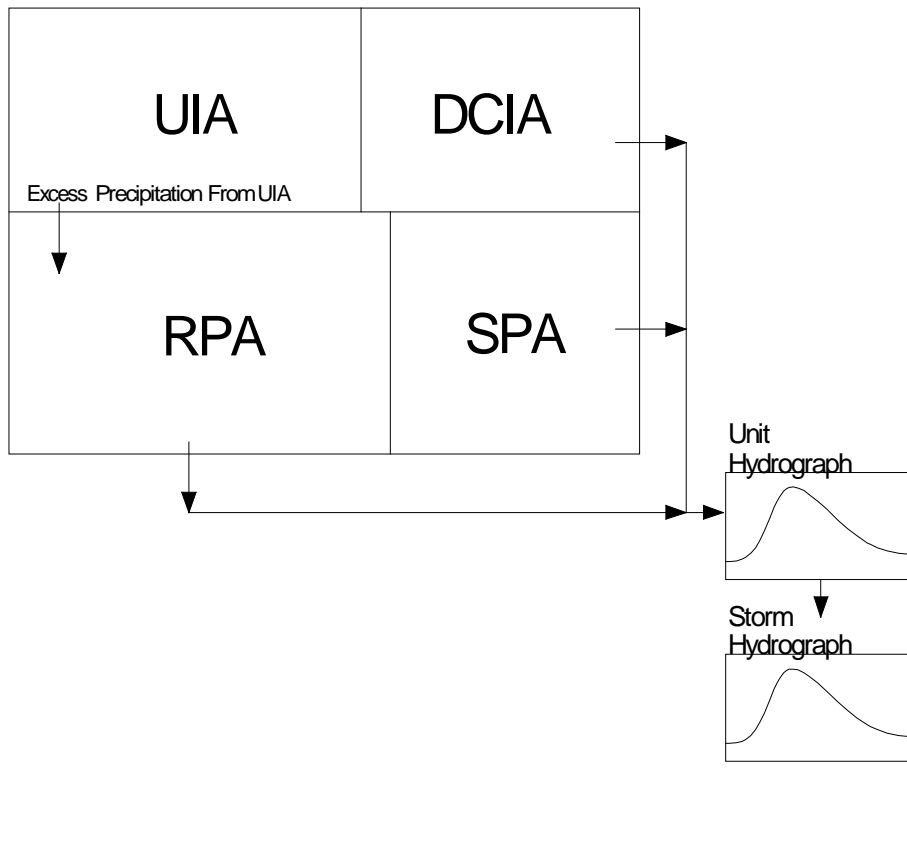 UIA
DCIA
Excess Precipitation From UIA
RPA
SPA
Unit
Hydrograph
Storm
Hydrograph